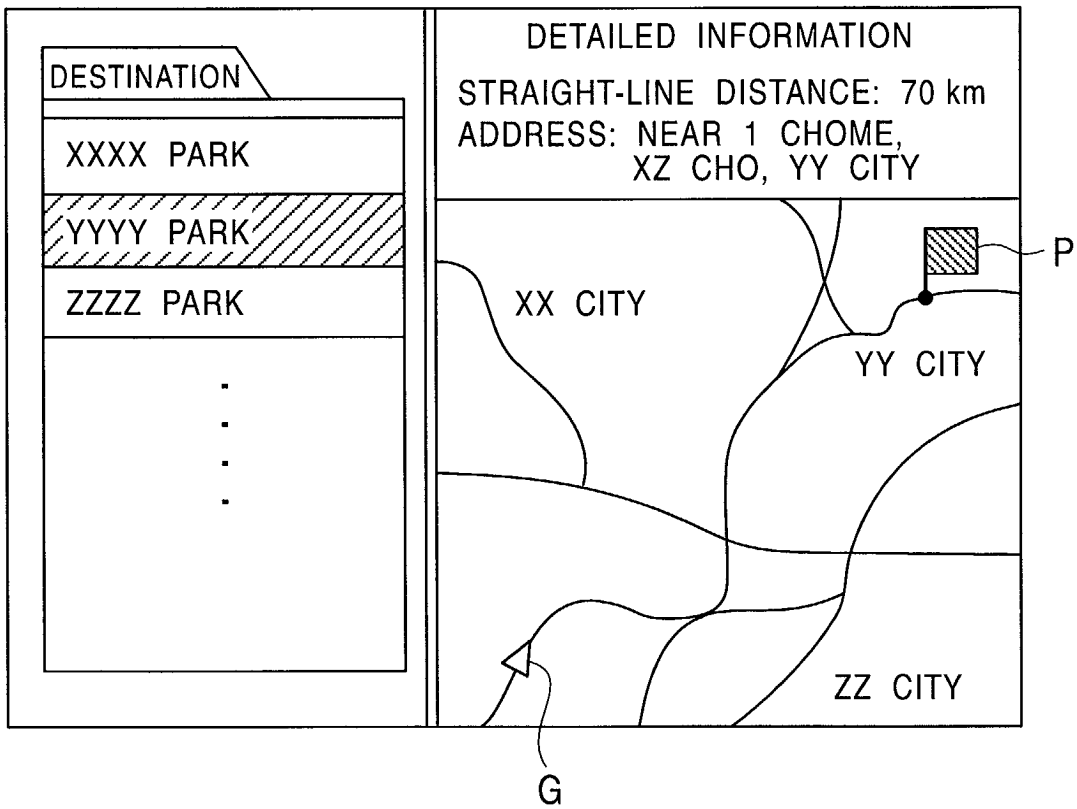 DESTINATION
XXXX PARK
YYYY PARK
ZZZZ PARK
DETAILED INFORMATION
STRAIGHT-LINE DISTANCE: 70 km
ADDRESS: NEAR 1 CHOME,
XZ CHO, YY CITY
P
XX CITY
YY CITY
ZZ CITY
G